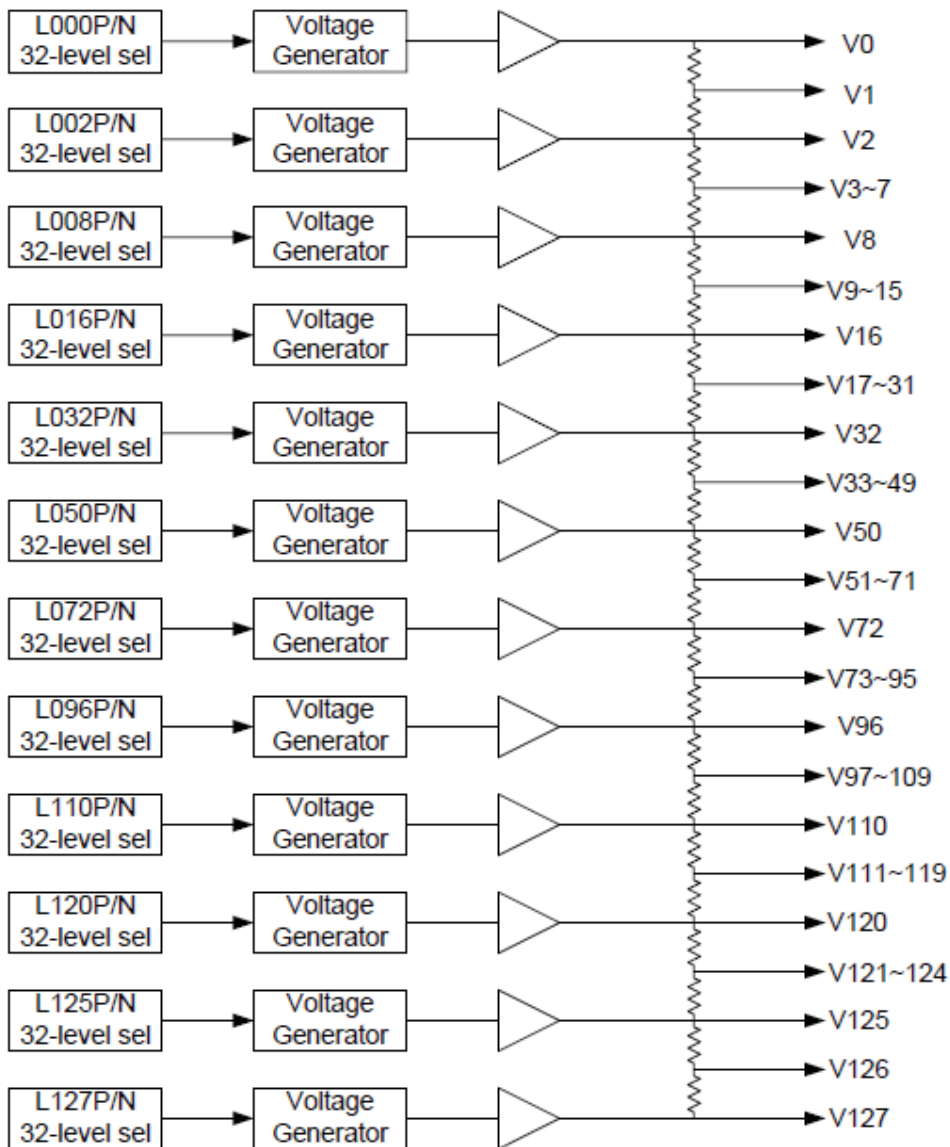 L000P/N
32-level sel
Voltage
Generator
V0
V1
L002P/N
32-level sel
Voltage
Generator
V2
V3~7
L008P/N
32-level sel
Voltage
Generator
V8
V9~15
L016P/N
32-level sel
Voltage
Generator
V16
V17~31
L032P/N
32-level sel
Voltage
Generator
V32
V33~49
L050P/N
32-level sel
Voltage
Generator
V50
V51~71
L072P/N
32-level sel
Voltage
Generator
V72
V73~95
L096P/N
32-level sel
Voltage
Generator
V96
V97~109
L110P/N
32-level sel
Voltage
Generator
V110
V111~119
L120P/N
32-level sel
Voltage
Generator
V120
V121~124
L125P/N
32-level sel
Voltage
Generator
V125
V126
L127P/N
32-level sel
Voltage
Generator
V127